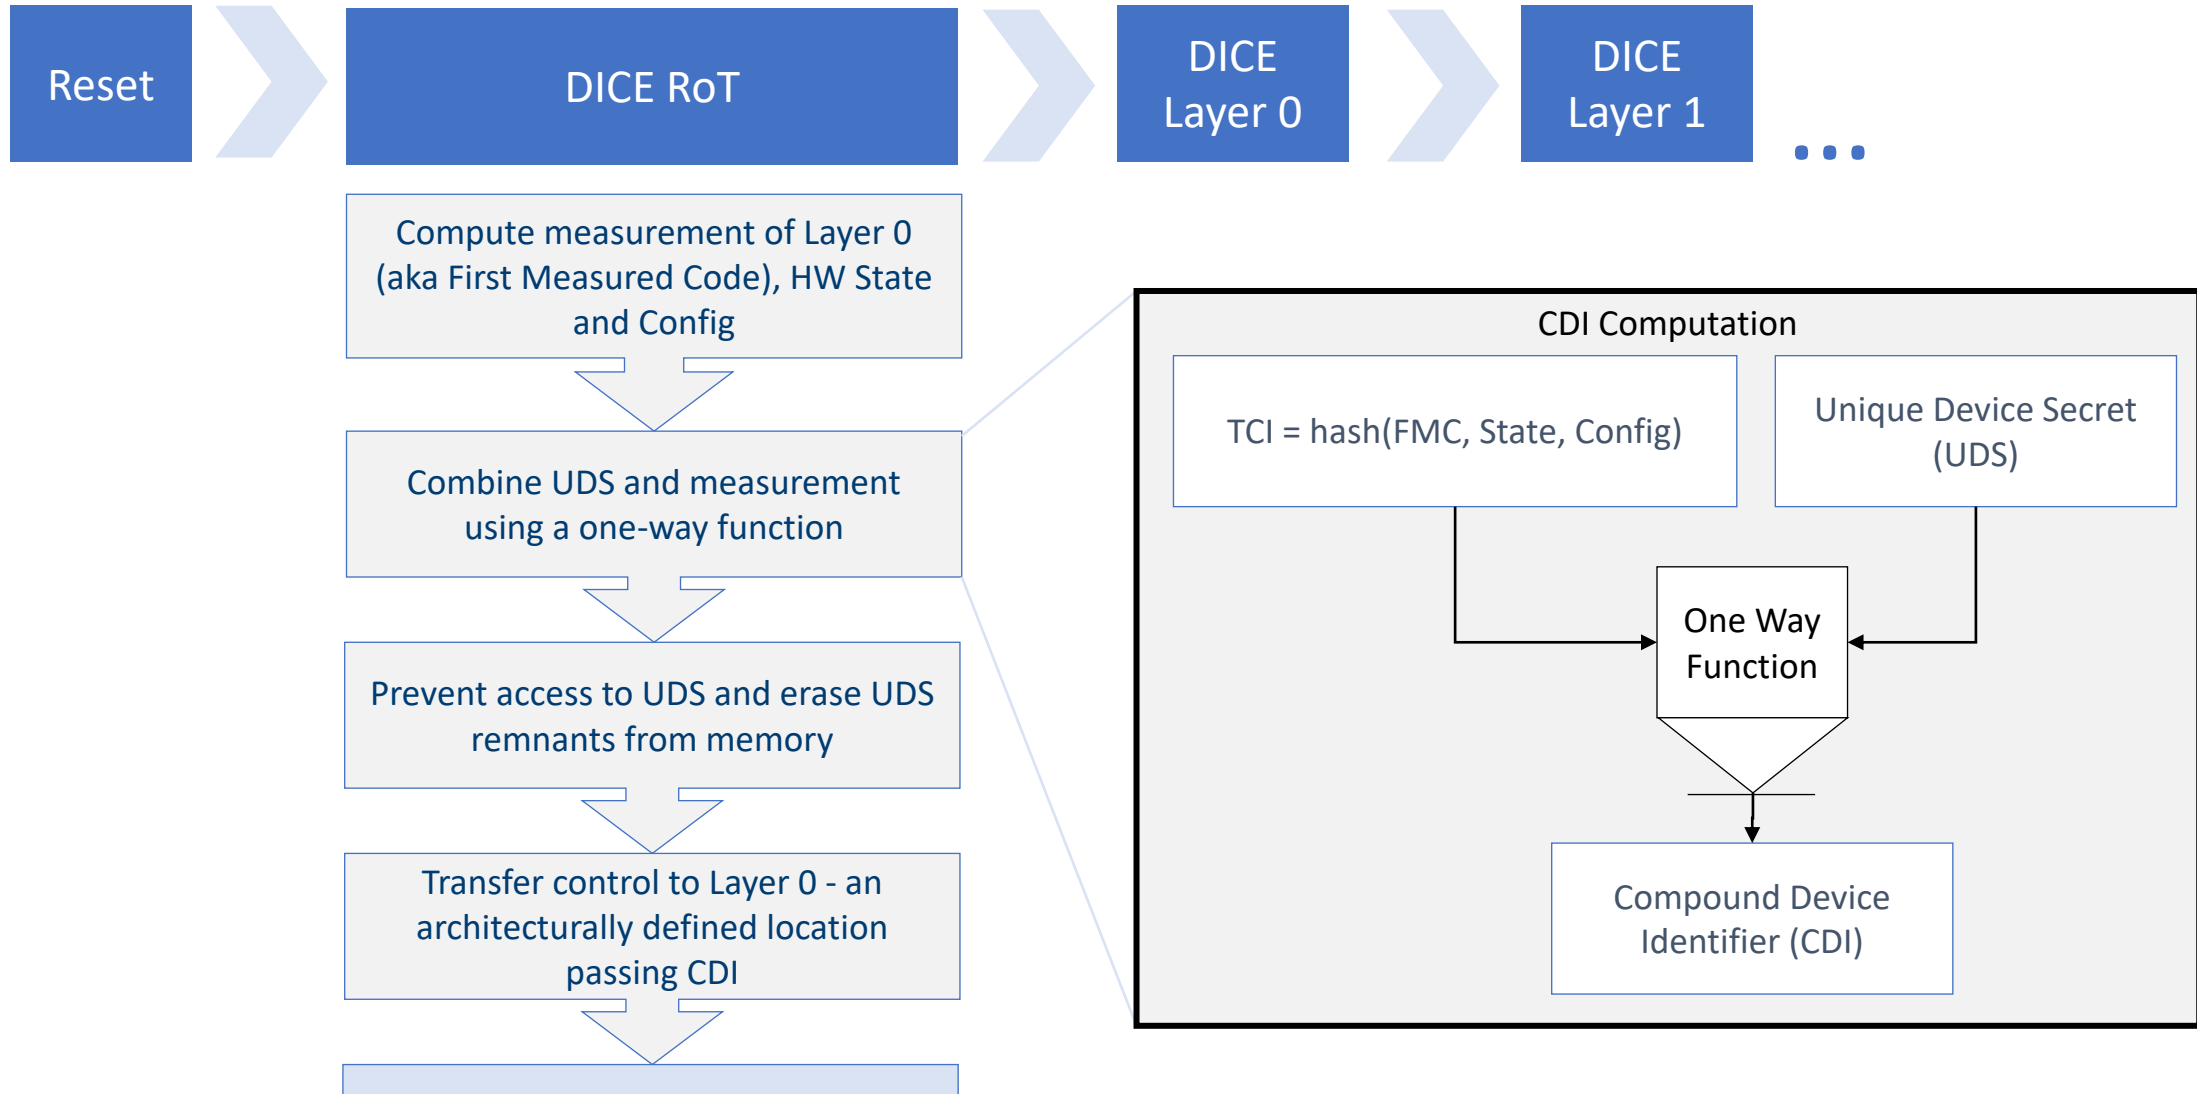 Reset
DICE RoT
DICE
Layer 0
DICE
Layer 1
...
Compute measurement of Layer 0
(aka First Measured Code), HW State
and Config
Combine UDS and measurement
using a one-way function
Prevent access to UDS and erase UDS
remnants from memory
Transfer control to Layer 0 - an
architecturally defined location
passing CDI
CDI Computation
TCI = hash(FMC, State, Config)
Unique Device Secret
(UDS)
One Way
Function
Compound Device
Identifier (CDI)